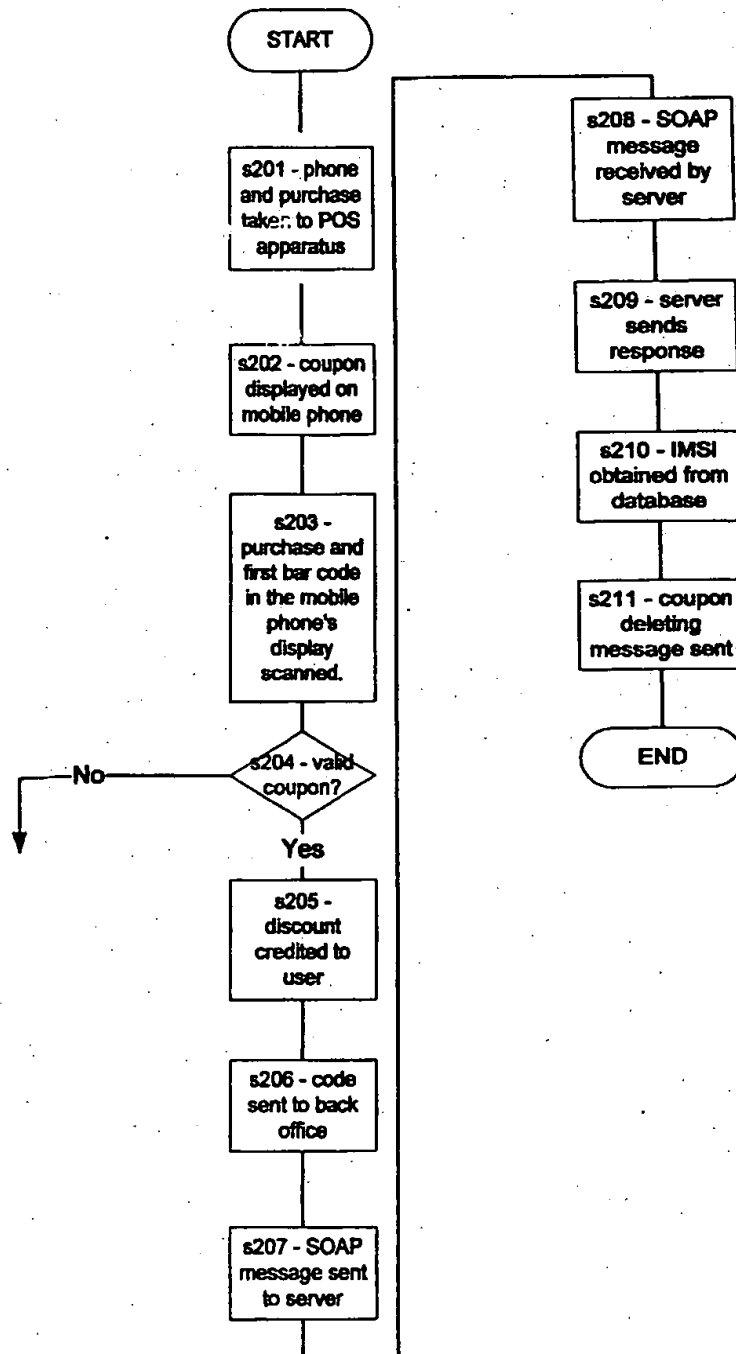 START
s201 - phone
and purchase
taken to POS
apparatus
s202 - coupon
displayed on
mobile phone
s203 -
purchase and
first bar code
in the mobile
phone's
display
scanned.
s204 - valid
coupon?
No
Yes
s205 -
discount
credited to
user
s206 - code
sent to back
office
s207 - SOAP
message sent
to server
s208 - SOAP
message
received by
server
s209 - server
sends
response
s210 - IMSI
obtained from
database
s211 - coupon
deleting
message sent
END